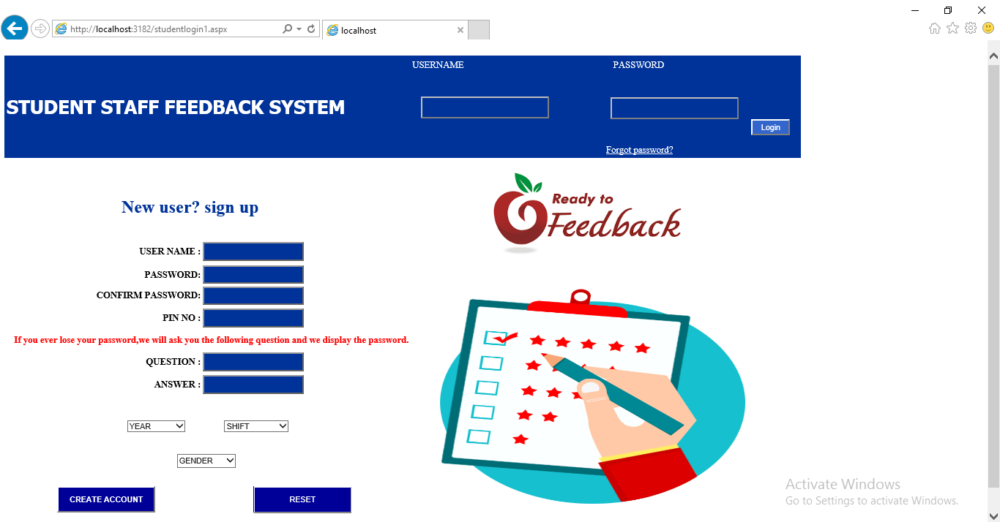 http://localhost:3182/studentlogin1.aspx
localhost
USERNAME PASSWORD
STUDENT STAFF FEEDBACK SYSTEM
Login
Forgot password?
Ready to
Feedback
New user? sign up
USER NAME :
PASSWORD:
CONFIRM PASSWORD:
PIN NO :
If you ever lose your password,we will ask you the following question and we display the password.
QUESTION :
ANSWER :
YEAR SHIFT
GENDER
CREATE ACCOUNT RESET
Activate Windows
Go to Settings to activate Windows.